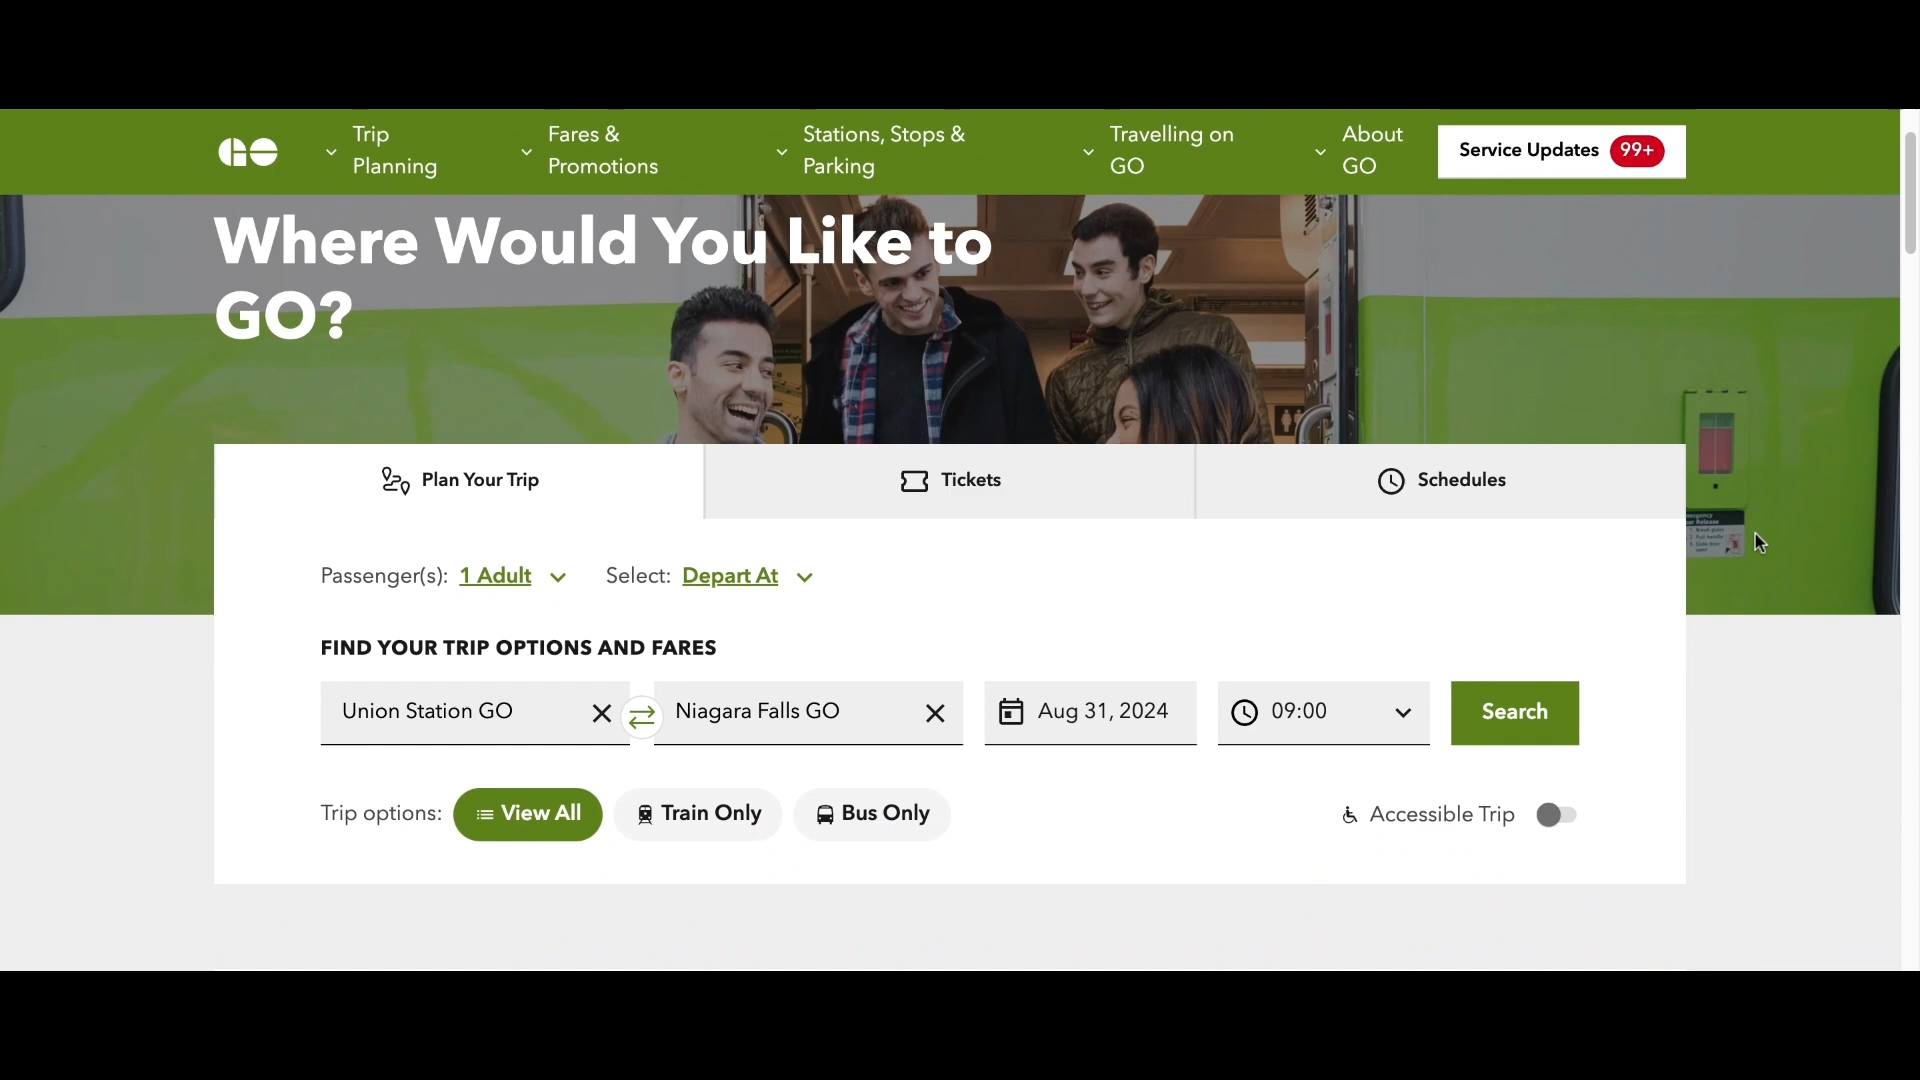 GO
Trip
Planning
Fares &
Promotions
Stations, Stops &
Parking
Travelling on
GO
About
GO
Service Updates 99+
Where Would You Like to
GO?
Plan Your Trip
Tickets
Schedules
Passenger(s): 1 Adult
Select: Depart At
FIND YOUR TRIP OPTIONS AND FARES
Union Station GO
Niagara Falls GO
Aug 31, 2024
09:00
Search
Trip options: View All Train Only Bus Only
Accessible Trip